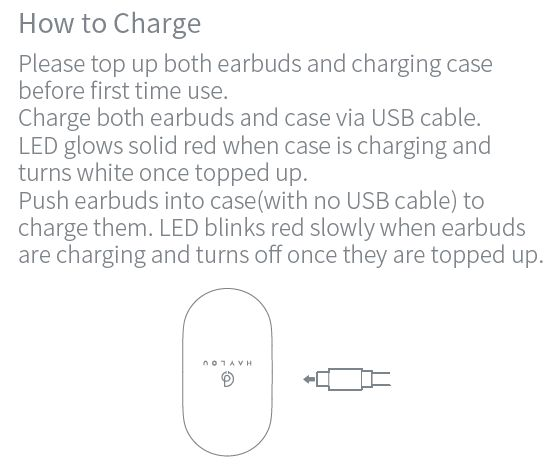 How to Charge
Please top up both earbuds and charging case
before first time use.
Charge both earbuds and case via USB cable.
LED glows solid red when case is charging and
turns white once topped up.
Push earbuds into case(with no USB cable) to
charge them. LED blinks red slowly when earbuds
are charging and turns off once they are topped up.
HAYLOU